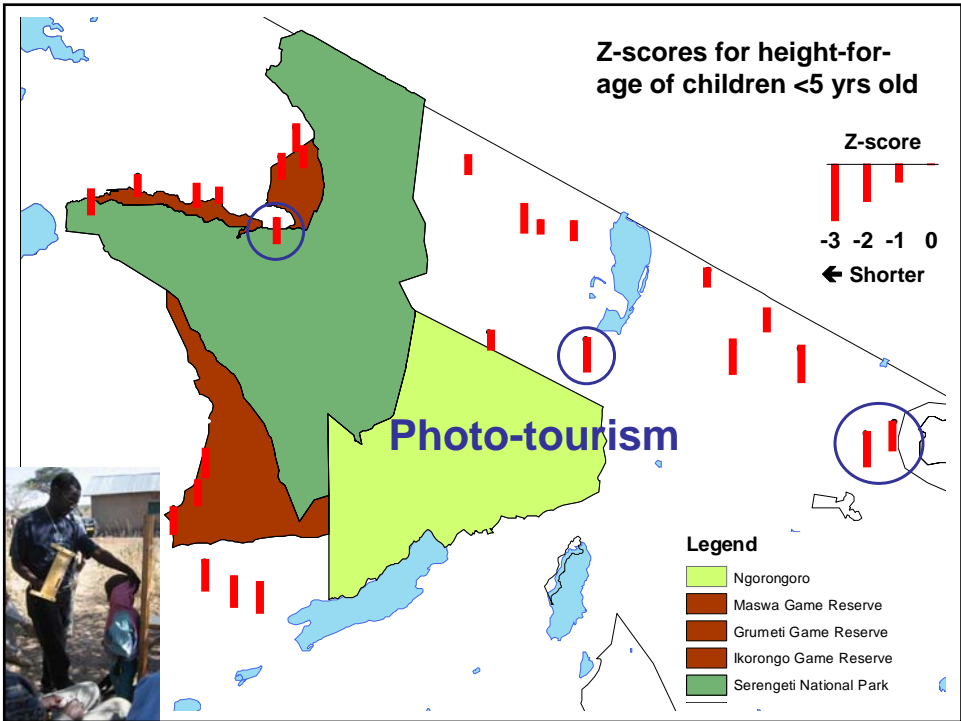 Z-scores for height-for-
age of children <5 yrs old
Z-score
-3 -2 -1 0
Shorter
Photo-tourism
Legend
Ngorongoro
Maswa Game Reserve
Grumeti Game Reserve
Ikorongo Game Reserve
Serengeti National Park